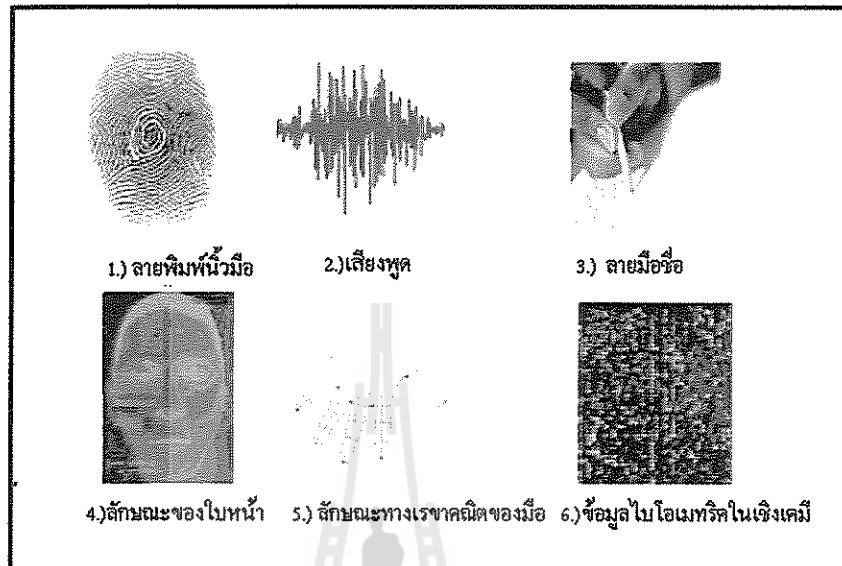 1.) ลายพิมพ์นิ้วมือ 2.)เสียงพูด 3.) ลายมือชื่อ
4.)ลักษณะของใบหน้า 5.) ลักษณะทางเรขาคณิตของมือ 6.)ข้อมูลไบโอเมทริคในเชิงเคมี